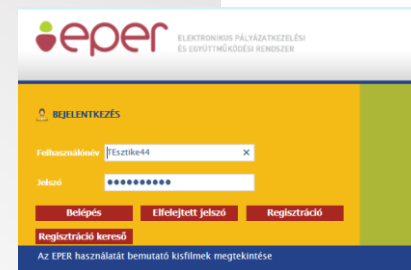 eper
ELEKTRONIKUS PÁLYÁZATKEZELÉSI
ÉS EGYÜTTMŰKÖDÉSI RENDSZER
BEJELENTKEZÉS
Felhasználónév TEsztike44 ×
Jelszó ●●●●●●●●●●
Belépés Elfelejtett jelszó Regisztráció
Regisztráció kereső
Az EPER használatát bemutató kisfilmek megtekintése